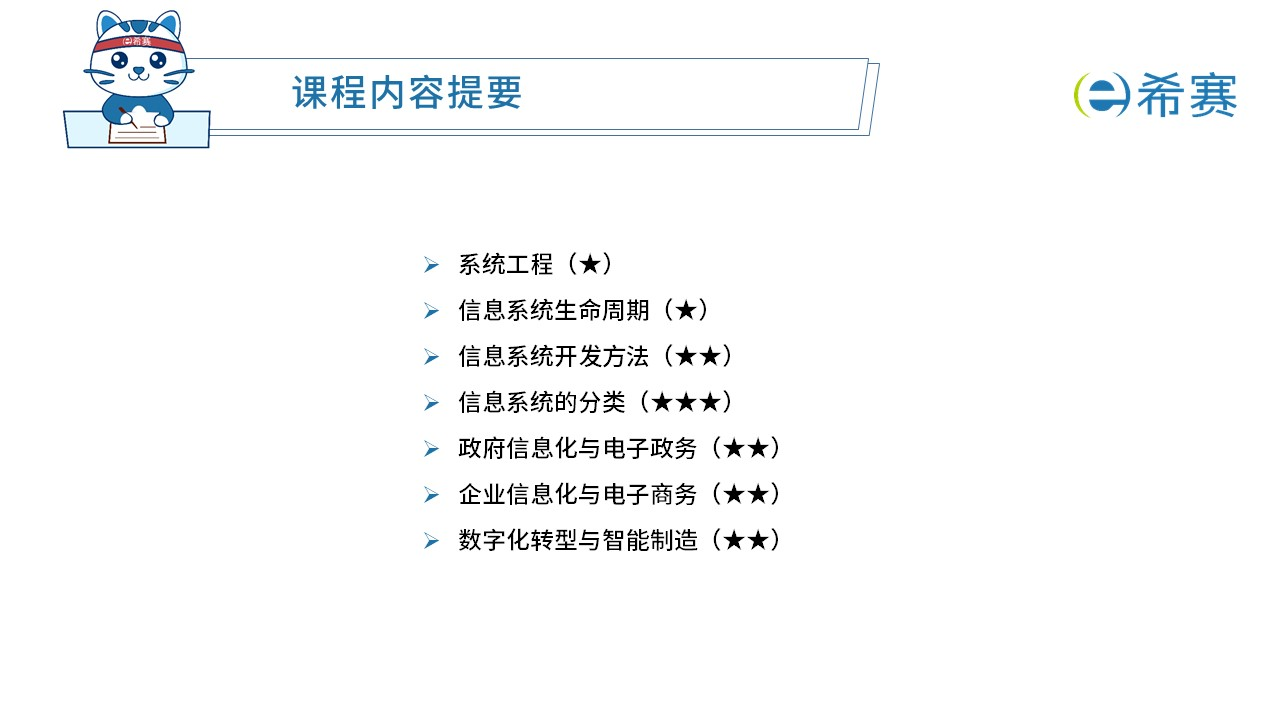 希赛
课程内容提要
希赛
系统工程（★）
信息系统生命周期（★）
信息系统开发方法（★★）
信息系统的分类（★★★）
政府信息化与电子政务（★★）
企业信息化与电子商务（★★）
数字化转型与智能制造（★★）